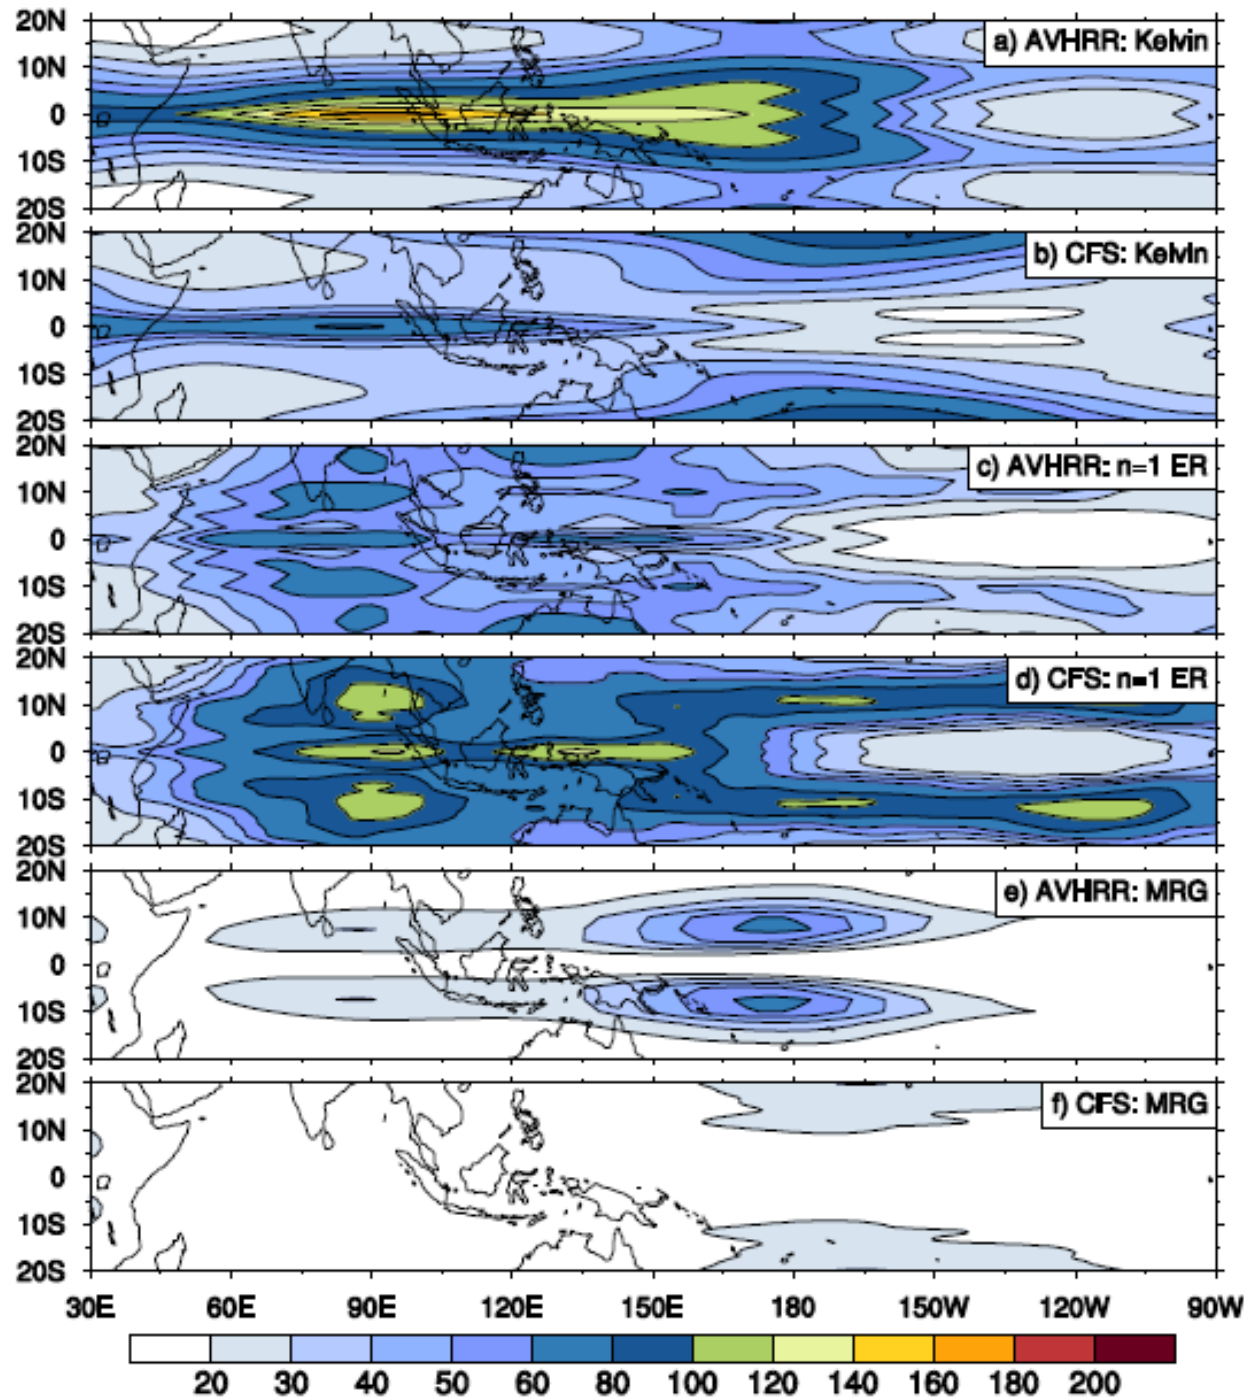 20N
a) AVHRR: Kelvin
10N
0
10S
20S
20N
b) CFS: Kelvin
10N
0
10S
20S
20N
c) AVHRR: n=1 ER
10N
0
10S
20S
20N
d) CFS: n=1 ER
10N
0
10S
20S
20N
e) AVHRR: MRG
10N
0
10S
20S
20N
f) CFS: MRG
10N
0
10S
20S
30E 60E 90E 120E 150E 180 150W 120W 90W
20 30 40 50 60 80 100 120 140 160 180 200